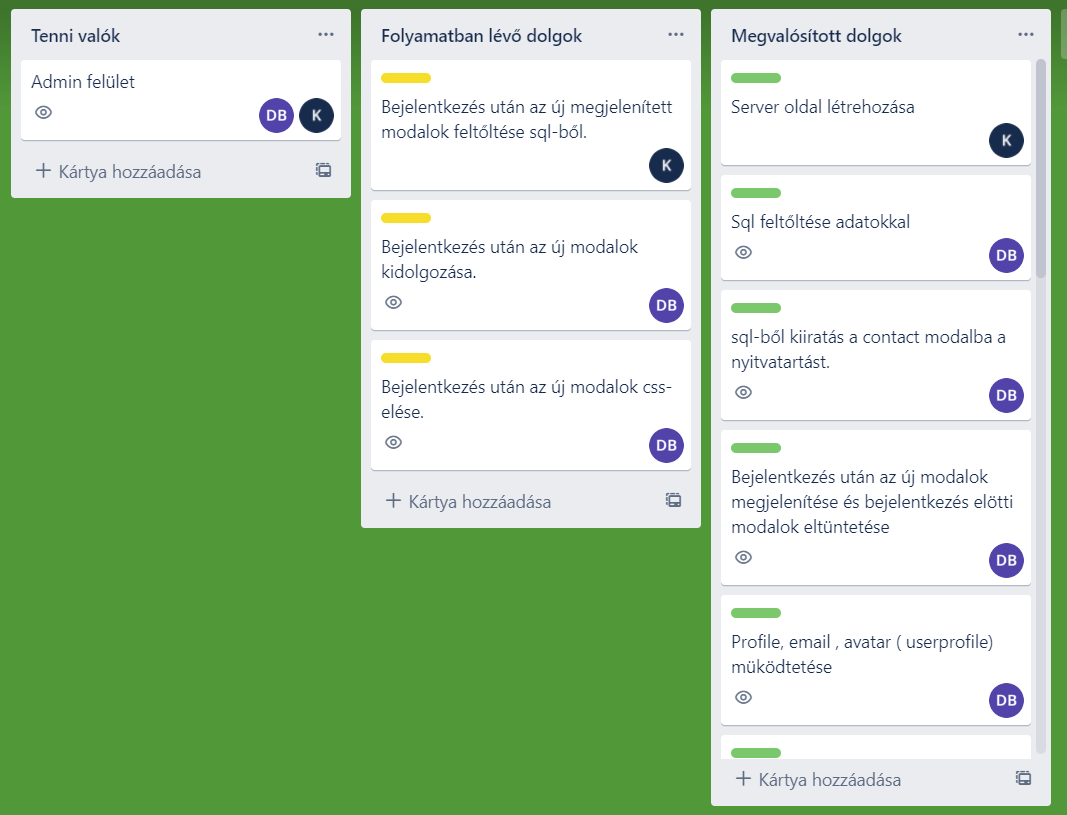 Tenni valók
Admin felület
DB K
Kártya hozzáadása
Folyamatban lévő dolgok
Bejelentkezés után az új megjelenített
modalok feltőltése sql-ből.
K
Bejelentkezés után az új modalok
kidolgozása.
DB
Bejelentkezés után az új modalok css-
elése.
DB
Kártya hozzáadása
Megvalósított dolgok
Server oldal létrehozása
K
Sql feltőltése adatokkal
DB
sql-ből kiiratás a contact modalba a
nyitvatartást.
DB
Bejelentkezés után az új modalok
megjelenítése és bejelentkezés elötti
modalok eltüntetése
DB
Profile, email , avatar ( userprofile)
müködtetése
DB
Kártya hozzáadása